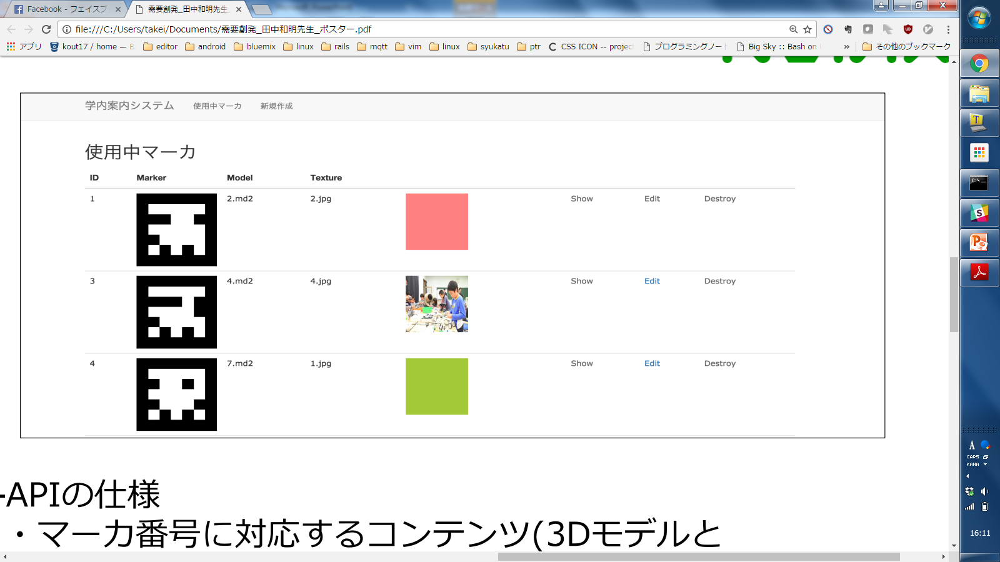 Facebook - フェイスブ
需要創発_田中和明先生_
file:///C:/Users/takei/Documents/需要創発_田中和明先生_ポスター.pdf
アプリ kout17 / home — B editor android bluemix linux rails mqtt vim linux syukatu ptr CSS ICON -- project プログラミングノート Big Sky :: Bash on » その他のブックマーク
学内案内システム 使用中マーカ 新規作成
使用中マーカ
ID Marker Model Texture
1 2.md2 2.jpg Show Edit Destroy
3 4.md2 4.jpg Show Edit Destroy
4 7.md2 1.jpg Show Edit Destroy
-APIの仕様
・マーカ番号に対応するコンテンツ(3Dモデルと
A
CAPS
KANA
16:11